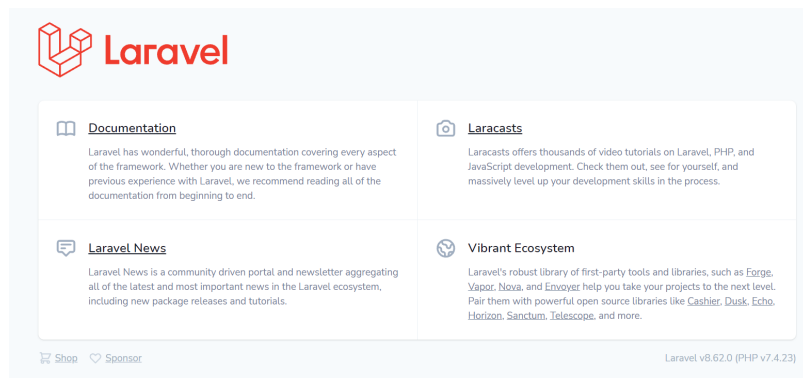 Laravel
Documentation
Laravel has wonderful, thorough documentation covering every aspect
of the framework. Whether you are new to the framework or have
previous experience with Laravel, we recommend reading all of the
documentation from beginning to end.
Laracasts
Laracasts offers thousands of video tutorials on Laravel, PHP, and
JavaScript development. Check them out, see for yourself, and
massively level up your development skills in the process.
Laravel News
Laravel News is a community driven portal and newsletter aggregating
all of the latest and most important news in the Laravel ecosystem,
including new package releases and tutorials.
Vibrant Ecosystem
Laravel's robust library of first-party tools and libraries, such as Forge,
Vapor, Nova, and Envoyer help you take your projects to the next level.
Pair them with powerful open source libraries like Cashier, Dusk, Echo,
Horizon, Sanctum, Telescope, and more.
Shop Sponsor
Laravel v8.62.0 (PHP v7.4.23)